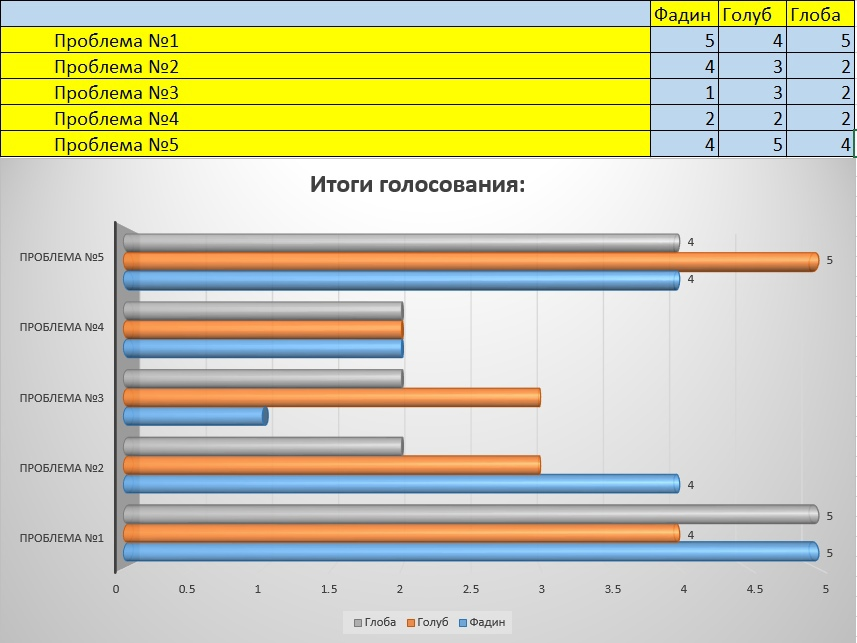 Фадин Голуб Глоба
Проблема №1 5 4 5
Проблема №2 4 3 2
Проблема №3 1 3 2
Проблема №4 2 2 2
Проблема №5 4 5 4
Итоги голосования:
4
ПРОБЛЕМА №5 5
4
ПРОБЛЕМА №4
ПРОБЛЕМА №3
ПРОБЛЕМА №2
4
5
ПРОБЛЕМА №1 4
5
0 0.5 1 2 2.5 3 3.5 4 4.5 5
Глоба Голуб Фадин